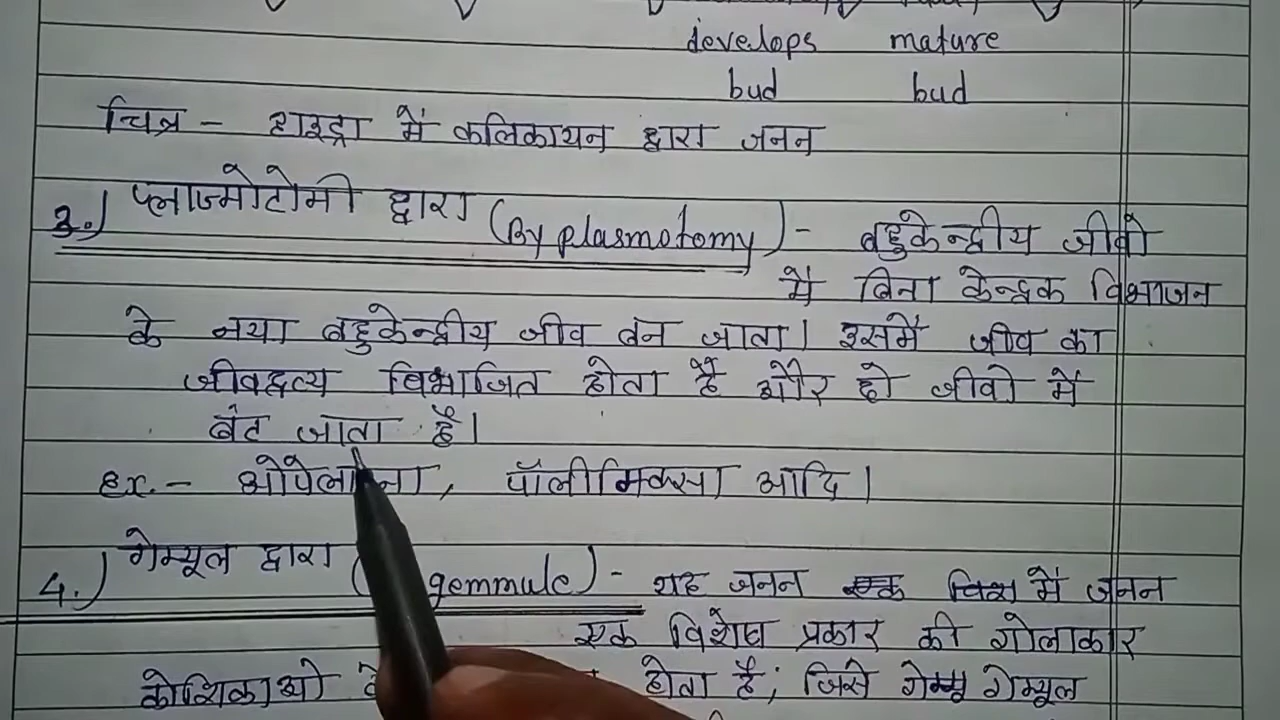 develops mature
bud bud
चित्र - हाइड्रा में कलिकायन द्वारा जनन
3.) प्लाज्मोटोमी द्वारा (By plasmotomy) - बहुकेन्द्रीय जीवो
में बिना केन्द्रक विभाजन
के नया बहुकेन्द्रीय जीव बन जाता। इसमें जीव का
जीवद्रव्य विभाजित होता है और दो जीवो में
बंट जाता है।
ex. - ओपेलाना, पॉलीमिक्सा आदि।
4.) गेम्यूल द्वारा ( gemmule) - यह जनन में जनन
एक विशेष प्रकार की गोलाकार
कोशिकाओ होता है; जिसे गेम्यूल